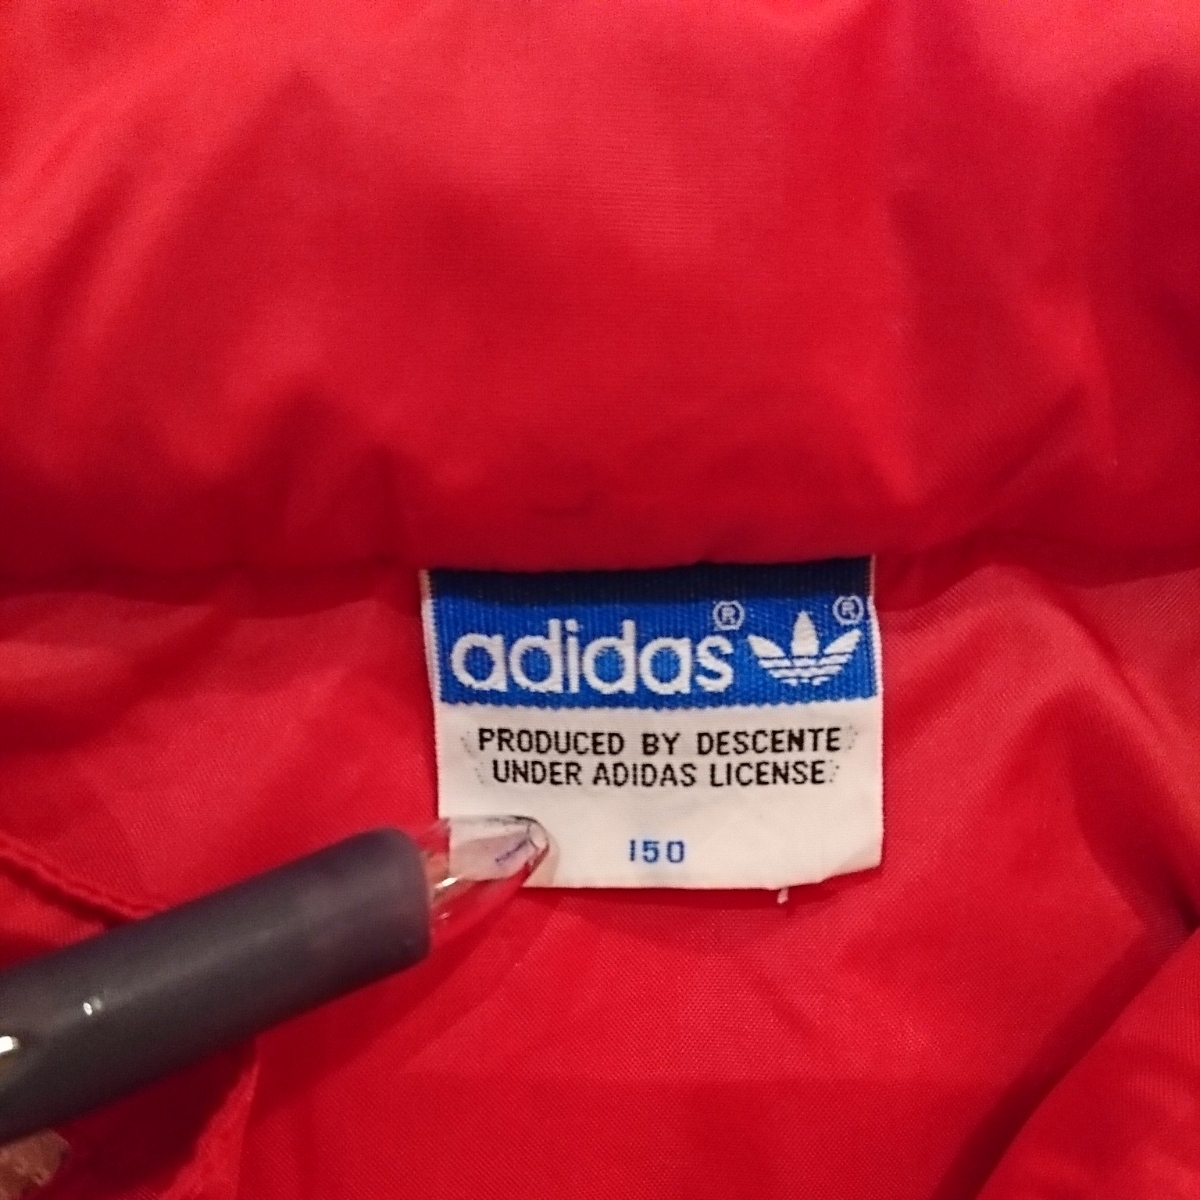 adidas®
®
PRODUCED BY DESCENTE
UNDER ADIDAS LICENSE
150